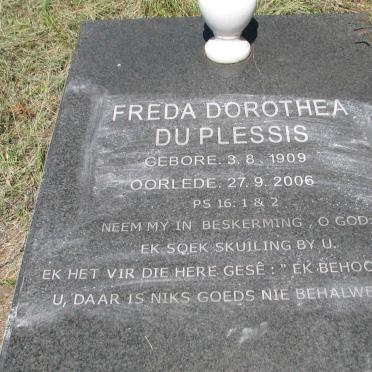 FREDA DOROTHEA
DU PLESSIS
GEBORE. 3. 8. 1909
OORLEDE. 27. 9. 2006
PS 16: 1 & 2
NEEM MY IN BESKERMING, O GOD:
EK SOEK SKUILING BY U.
EK HET VIR DIE HERE GESÊ: " EK BEHOO
U, DAAR IS NIKS GOEDS NIE BEHALWE